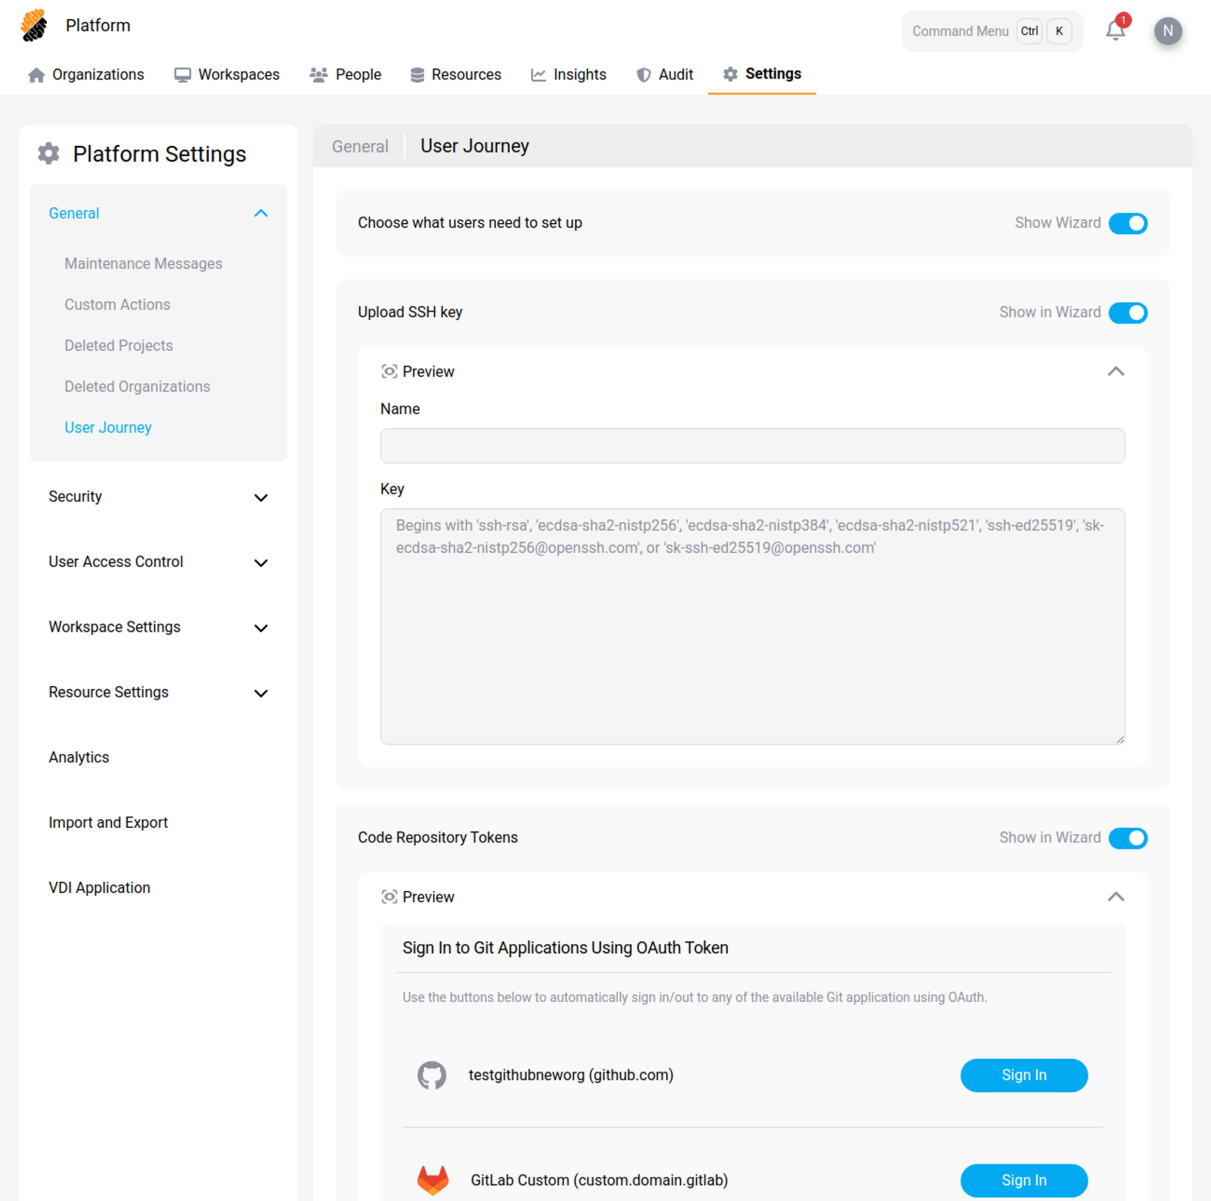 Platform
Command Menu Ctrl K
1
N
Organizations Workspaces People Resources Insights Audit Settings
Platform Settings
General
Maintenance Messages
Custom Actions
Deleted Projects
Deleted Organizations
User Journey
Security
User Access Control
Workspace Settings
Resource Settings
Analytics
Import and Export
VDI Application
General User Journey
Choose what users need to set up Show Wizard
Upload SSH key Show in Wizard
Preview
Name
Key
Begins with 'ssh-rsa', 'ecdsa-sha2-nistp256', 'ecdsa-sha2-nistp384', 'ecdsa-sha2-nistp521', 'ssh-ed25519', 'sk-
ecdsa-sha2-nistp256@openssh.com', or 'sk-ssh-ed25519@openssh.com'
Code Repository Tokens Show in Wizard
Preview
Sign In to Git Applications Using OAuth Token
Use the buttons below to automatically sign in/out to any of the available Git application using OAuth.
testgithubneworg (github.com) Sign In
GitLab Custom (custom.domain.gitlab) Sign In